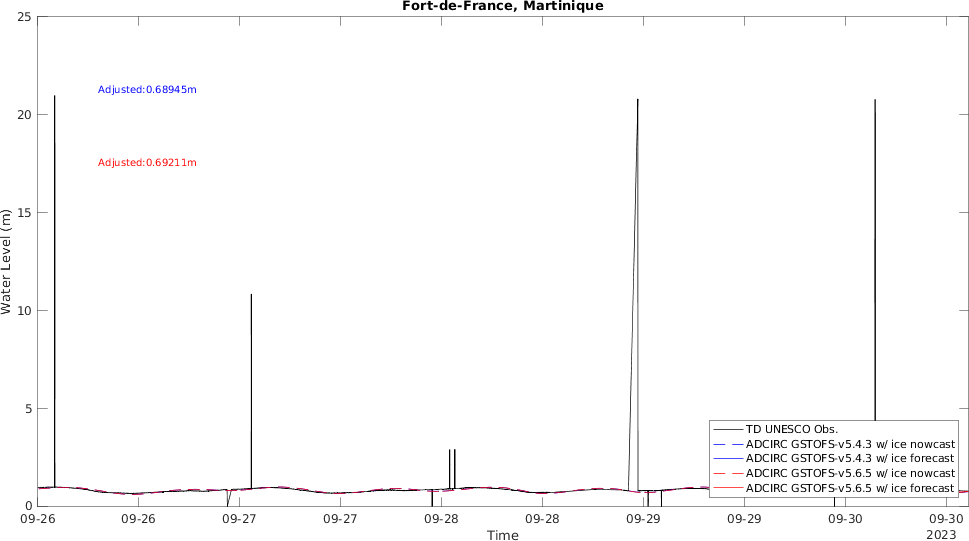 Fort-de-France, Martinique
25
20
15
10
5
0
Water Level (m)
Adjusted:0.68945m
Adjusted:0.69211m
TD UNESCO Obs.
ADCIRC GSTOFS-v5.4.3 w/ ice nowcast
ADCIRC GSTOFS-v5.4.3 w/ ice forecast
ADCIRC GSTOFS-v5.6.5 w/ ice nowcast
ADCIRC GSTOFS-v5.6.5 w/ ice forecast
09-26 09-26 09-27 09-27 09-28 09-28 09-29 09-29 09-30 09-30
Time
2023